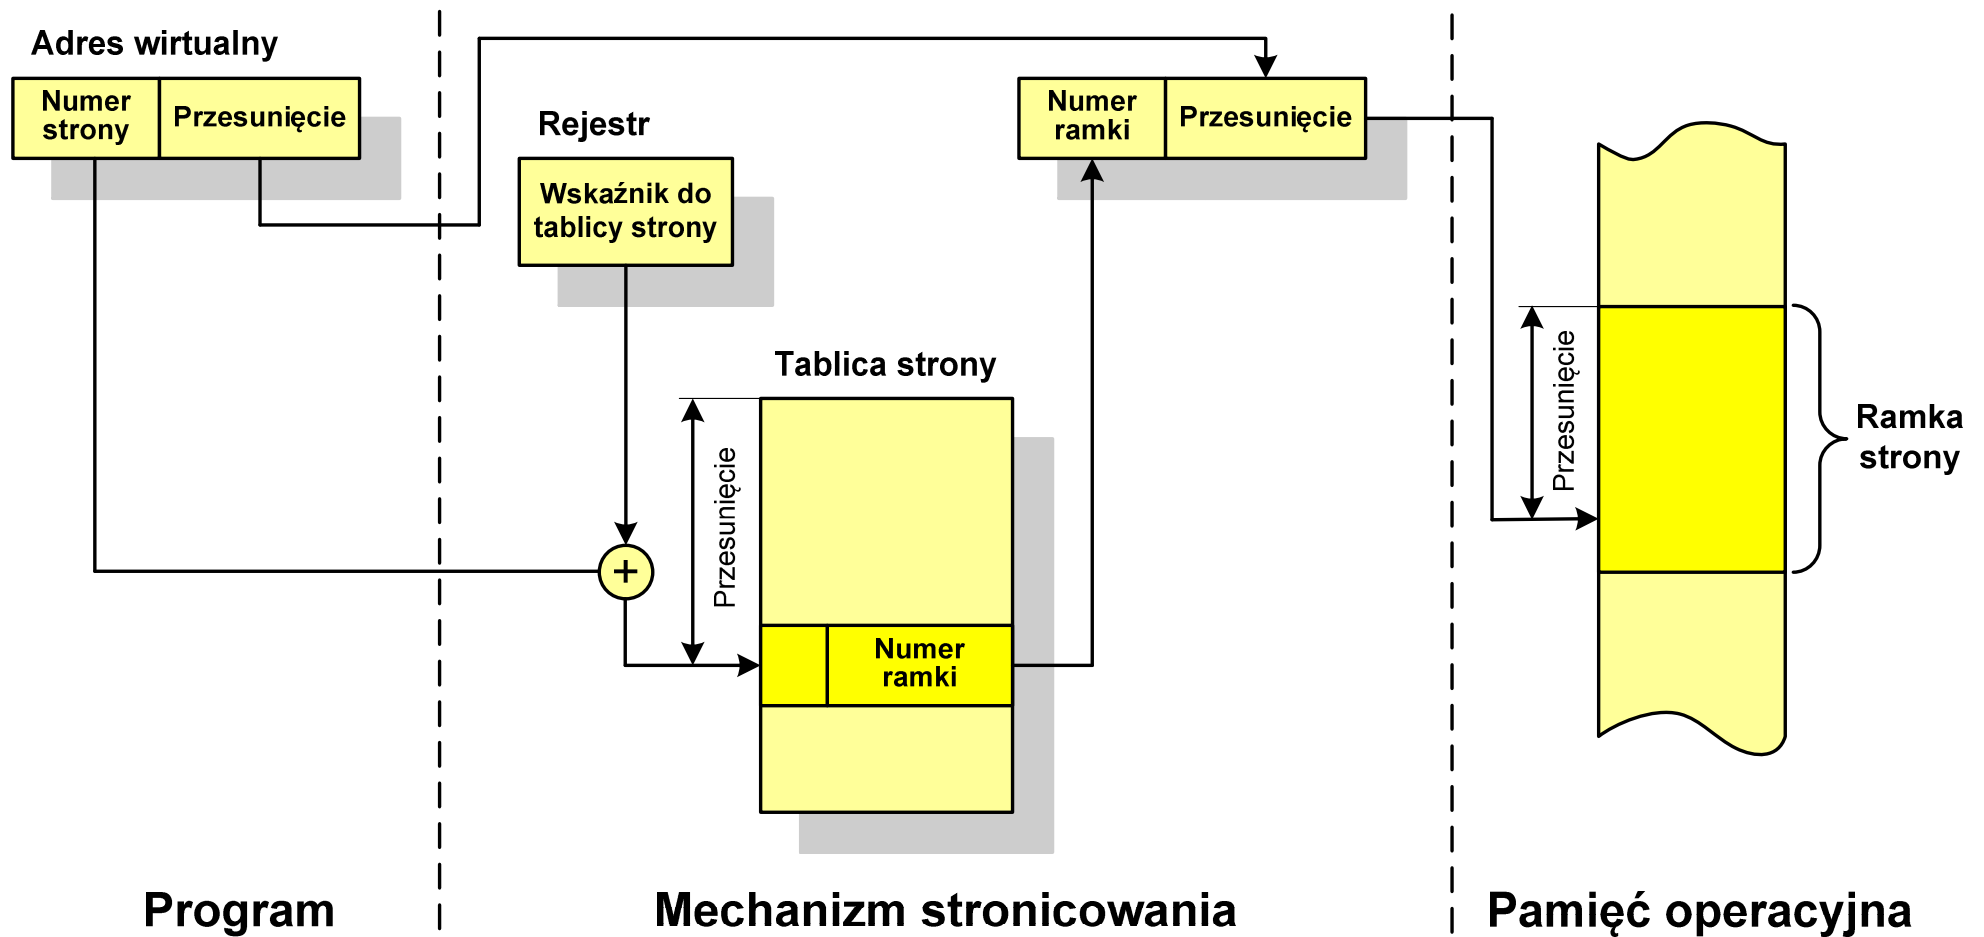 Adres wirtualny
Numer
strony
Przesunięcie
Rejestr
Wskaźnik do
tablicy strony
Numer
ramki
Przesunięcie
Tablica strony
Przesunięcie
+
Numer
ramki
Przesunięcie
Ramka
strony
Program
Mechanizm stronicowania
Pamięć operacyjna